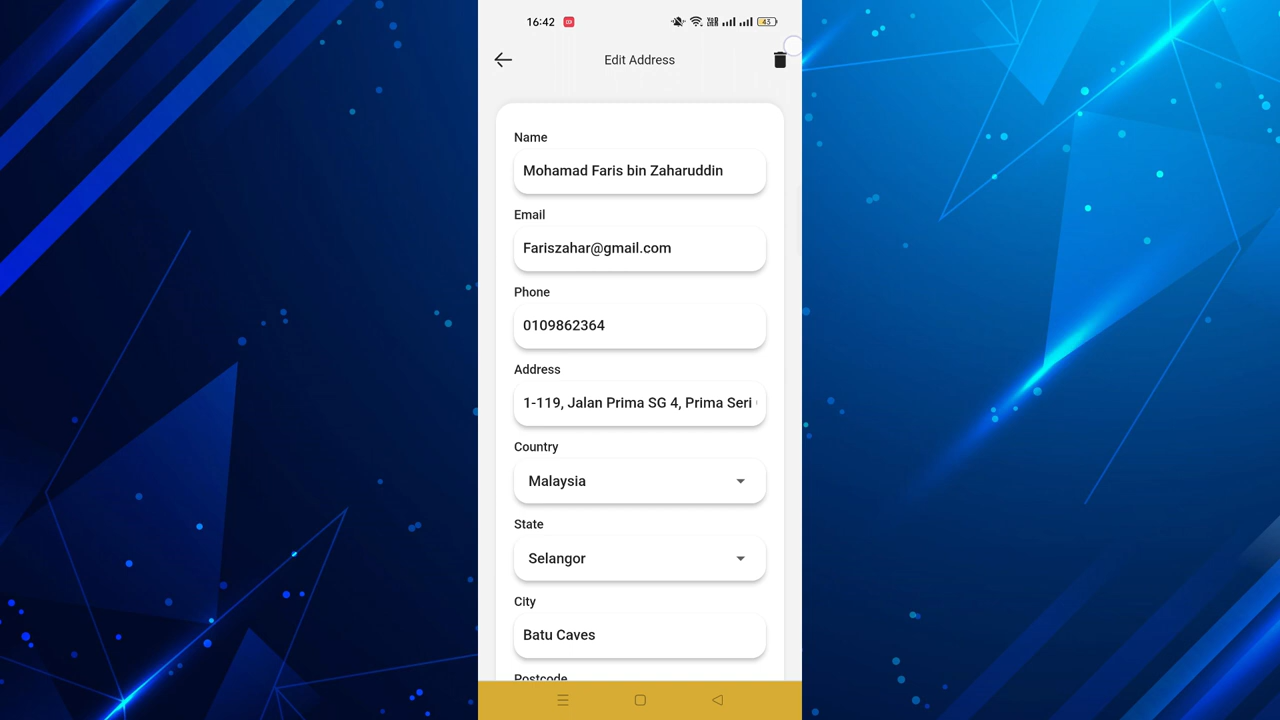 16:42
43
Edit Address
Name
Mohamad Faris bin Zaharuddin
Email
Fariszahar@gmail.com
Phone
0109862364
Address
1-119, Jalan Prima SG 4, Prima Seri
Country
Malaysia
State
Selangor
City
Batu Caves
Postcode